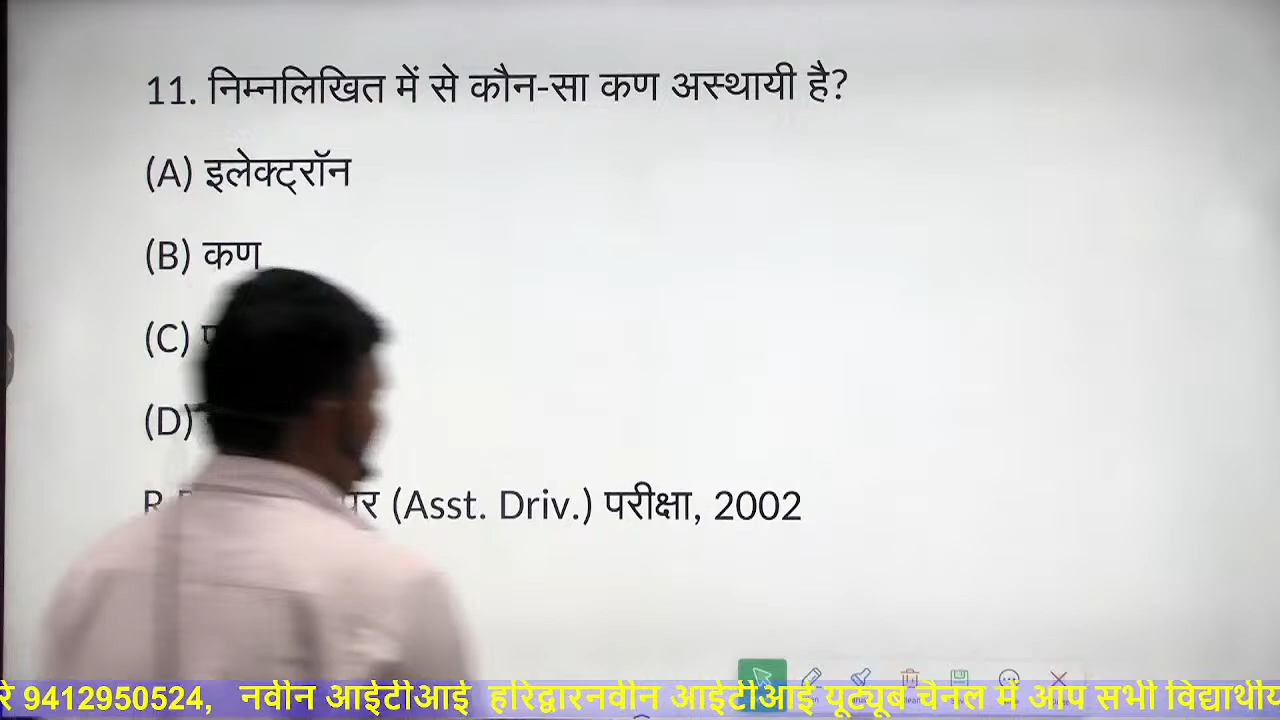 11. निम्नलिखित में से कौन-सा कण अस्थायी है?
(A) इलेक्ट्रॉन
(B) कण
(C)
(D)
(Asst. Driv.) परीक्षा, 2002
9412950524, नवीन आईटीआई हरिद्वारनवीन आईटीआई यूट्यूब चैनल में आप सभी